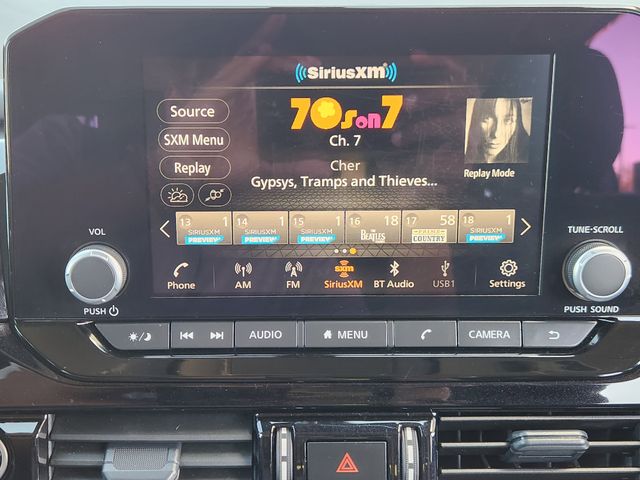 SiriusXM
70s on 7
Source
Ch. 7
SXM Menu
Cher
Replay
Gypsys, Tramps and Thieves...
Replay Mode
13 1 14 1 15 1 16 18 17 58 18 1
SIRIUSXM SIRIUSXM SIRIUSXM THE BEATLES PRIME COUNTRY SIRIUSXM
PREVIEW PREVIEW PREVIEW PREVIEW
VOL
TUNE•SCROLL
sxm
Phone AM FM SiriusXM BT Audio USB1 Settings
PUSH
PUSH SOUND
AUDIO MENU CAMERA